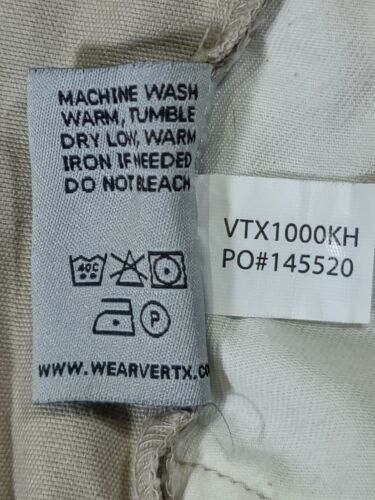 MACHINE WASH
WARM, TUMBLE
DRY LOW, WARM
IRON IF NEEDED
DO NOT BLEACH
40C
P
WWW.WEARVERTX.CO
VTX1000KH
PO#145520